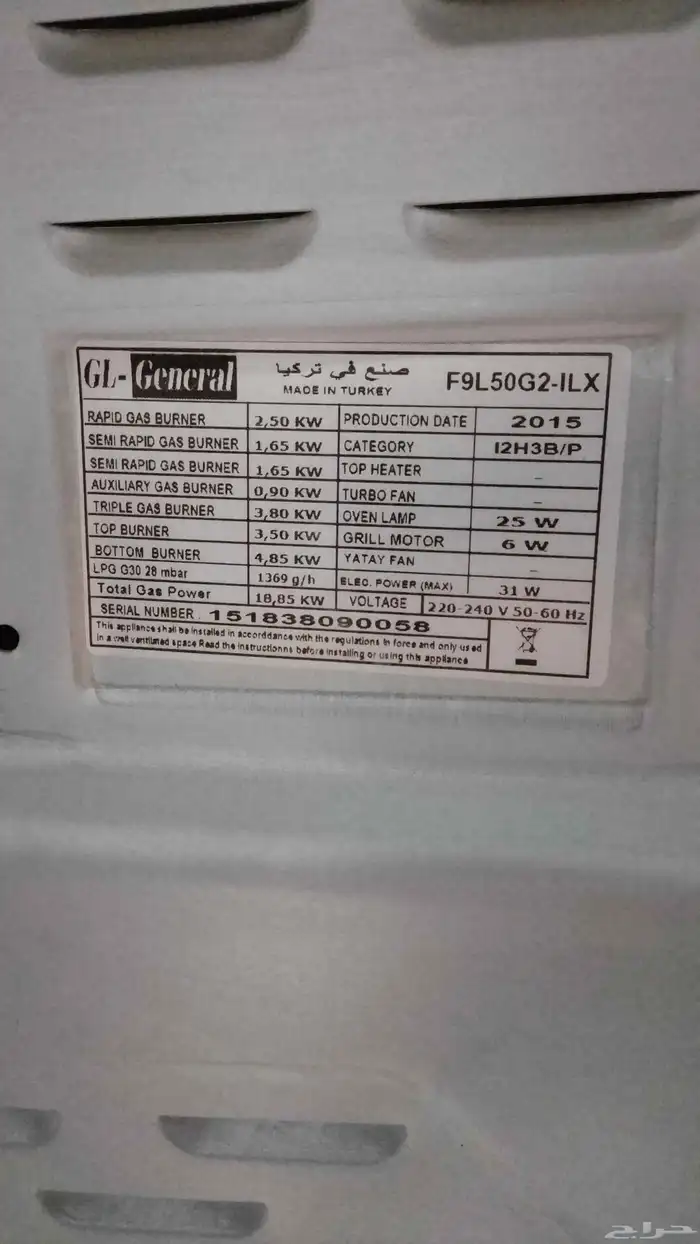 GL-General صنع في تركيا F9L50G2-ILX
MADE IN TURKEY
RAPID GAS BURNER 2,50 KW PRODUCTION DATE 2015
SEMI RAPID GAS BURNER 1,65 KW CATEGORY I2H3B/P
SEMI RAPID GAS BURNER 1,65 KW TOP HEATER _
AUXILIARY GAS BURNER 0,90 KW TURBO FAN _
TRIPLE GAS BURNER 3,80 KW OVEN LAMP 25 W
TOP BURNER 3,50 KW GRILL MOTOR 6 W
BOTTOM BURNER 4,85 KW YATAY FAN _
LPG G30 28 mbar 1369 g/h ELEC. POWER (MAX) 31 W
Total Gas Power 18,85 KW VOLTAGE 220-240 V 50-60 Hz
SERIAL NUMBER . 151838090058
This appliance shall be installed in accorddance with the regulations in force and only used
in a well ventilated space Read the instructionns before installing or using this appliance
حراج